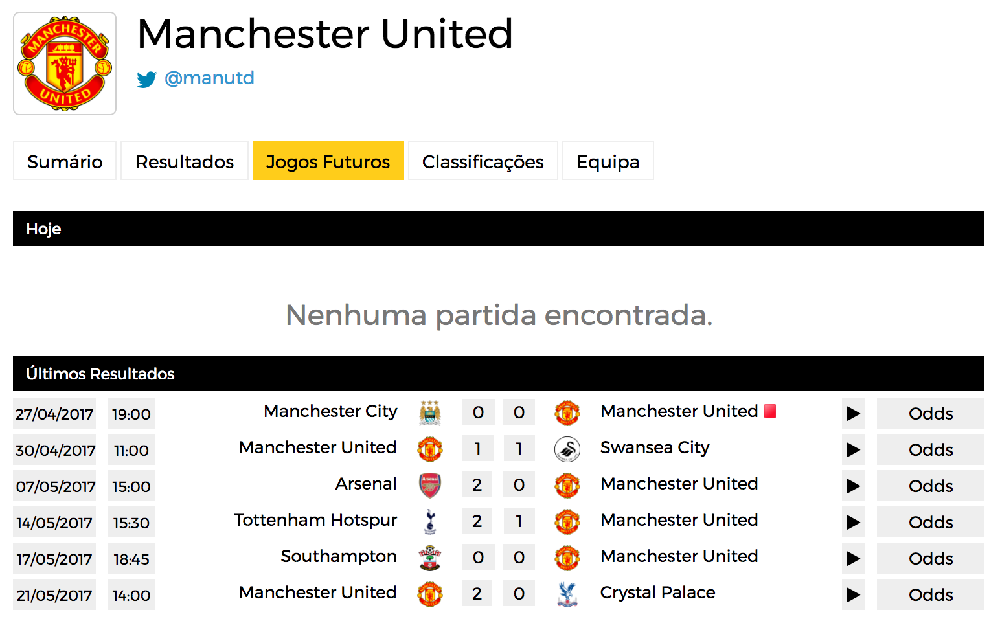 MANCHESTER
UNITED
Manchester United
@manutd
Sumário Resultados Jogos Futuros Classificações Equipa
Hoje
Nenhuma partida encontrada.
Últimos Resultados
27/04/2017 19:00 Manchester City 0 0 Manchester United Odds
30/04/2017 11:00 Manchester United 1 1 Swansea City Odds
07/05/2017 15:00 Arsenal Arsenal 2 0 Manchester United Odds
14/05/2017 15:30 Tottenham Hotspur 2 1 Manchester United Odds
17/05/2017 18:45 Southampton 0 0 Manchester United Odds
21/05/2017 14:00 Manchester United 2 0 Crystal Palace Odds